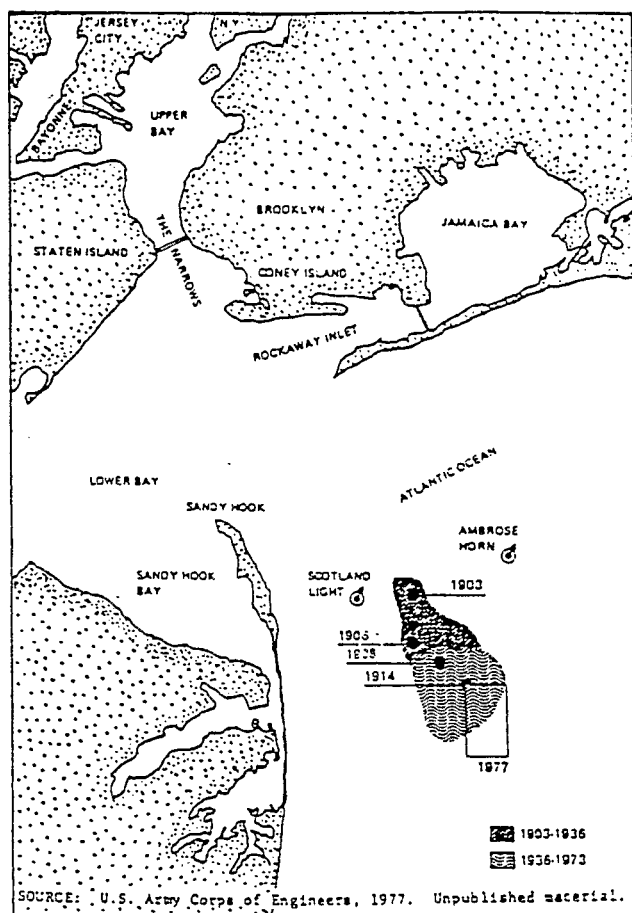 JERSEY
CITY
N Y
BAYONNE
UPPER
BAY
THE NARROWS
BROOKLYN
JAMAICA BAY
STATEN ISLAND
CONEY ISLAND
ROCKAWAY INLET
LOWER BAY
ATLANTIC OCEAN
SANDY HOOK
AMBROSE
HORN
SANDY HOOK
BAY
SCOTLAND
LIGHT
1903
1914
1977
1903-1936
1936-1973
SOURCE: U.S. Army Corps of Engineers, 1977. Unpublished material.